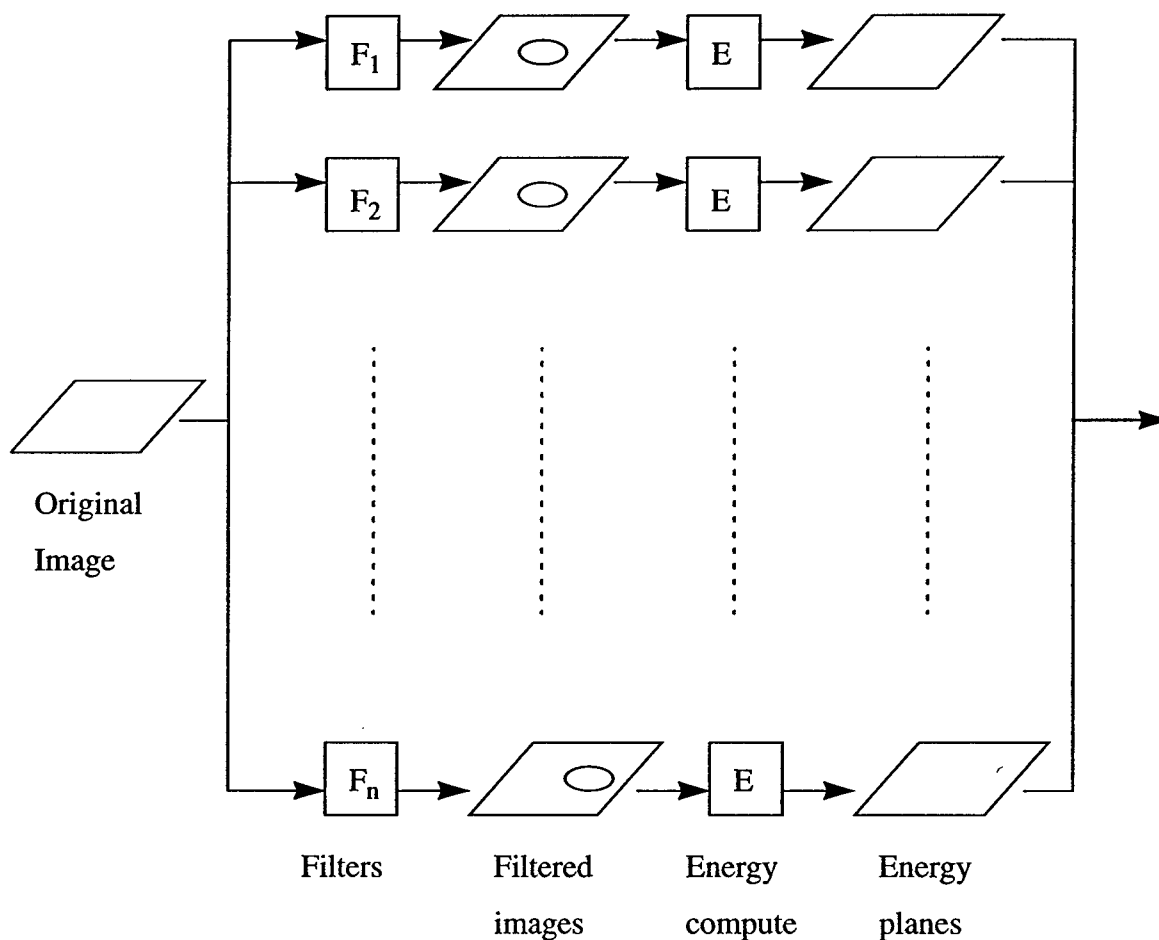 F₁
E
F₂
E
Original
Image
Fₙ
E
Filters
Filtered
images
Energy
compute
Energy
planes